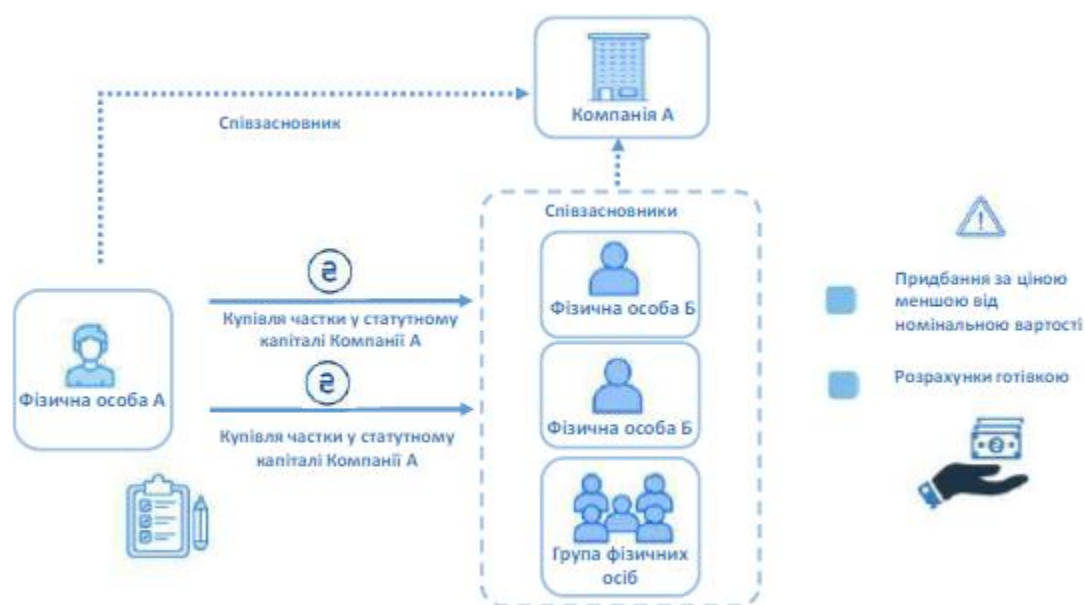 Компанія А
Співзасновник
Співзасновники
₴
Фізична особа Б
Купівля частки у статутному
капіталі Компанії А
Фізична особа А
₴
Фізична особа Б
Купівля частки у статутному
капіталі Компанії А
Група фізичних
осіб
Придбання за ціною
меншою від
номінальною вартості
Розрахунки готівкою